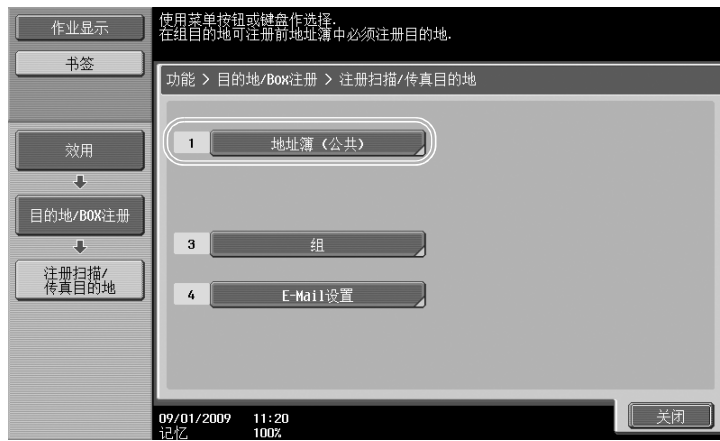 作业显示
书签
使用菜单按钮或键盘作选择.
在组目的地可注册前地址簿中必须注册目的地.
功能 > 目的地/Box注册 > 注册扫描/传真目的地
效用
目的地/BOX注册
注册扫描/
传真目的地
1 地址簿 (公共)
3 组
4 E-Mail设置
09/01/2009 11:20
记忆 100%
关闭